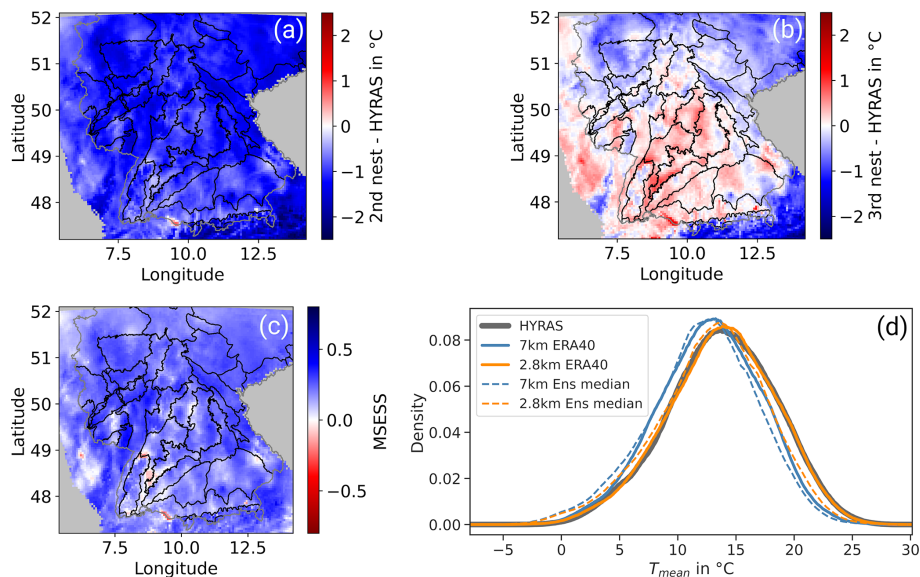 (a)
52
51
50
49
48
7.5 10.0 12.5
Latitude
Longitude
2
1
0
−1
−2
2nd nest - HYRAS in °C
(b)
52
51
50
49
48
7.5 10.0 12.5
Latitude
Longitude
2
1
0
−1
−2
3rd nest - HYRAS in °C
(c)
52
51
50
49
48
7.5 10.0 12.5
Latitude
Longitude
0.5
0.0
−0.5
MSESS
(d)
HYRAS
7km ERA40
2.8km ERA40
7km Ens median
2.8km Ens median
0.08
0.06
0.04
0.02
0.00
Density
−5 0 5 10 15 20 25 30
Tmean in °C